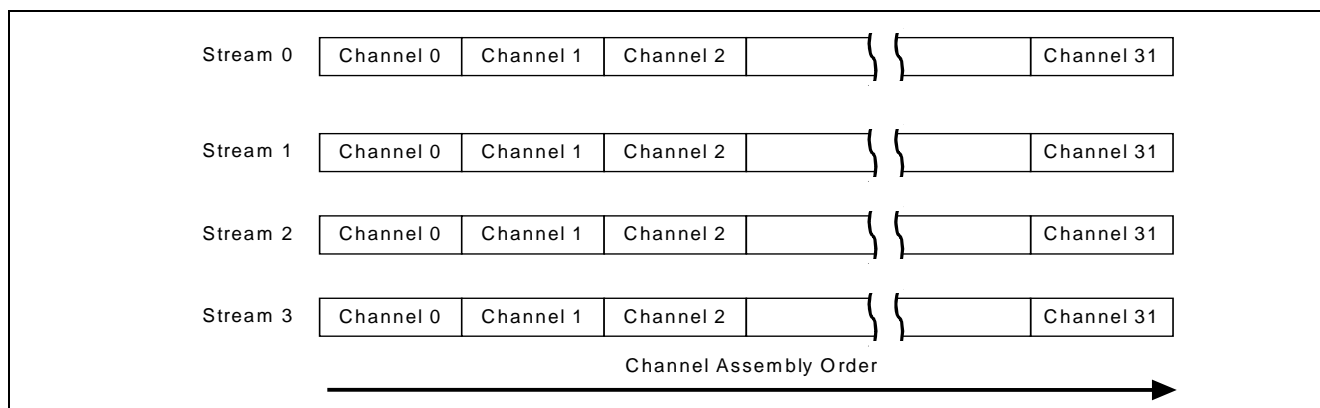 Stream 0 Channel 0 Channel 1 Channel 2 Channel 31
Stream 1 Channel 0 Channel 1 Channel 2 Channel 31
Stream 2 Channel 0 Channel 1 Channel 2 Channel 31
Stream 3 Channel 0 Channel 1 Channel 2 Channel 31
Channel Assembly Order